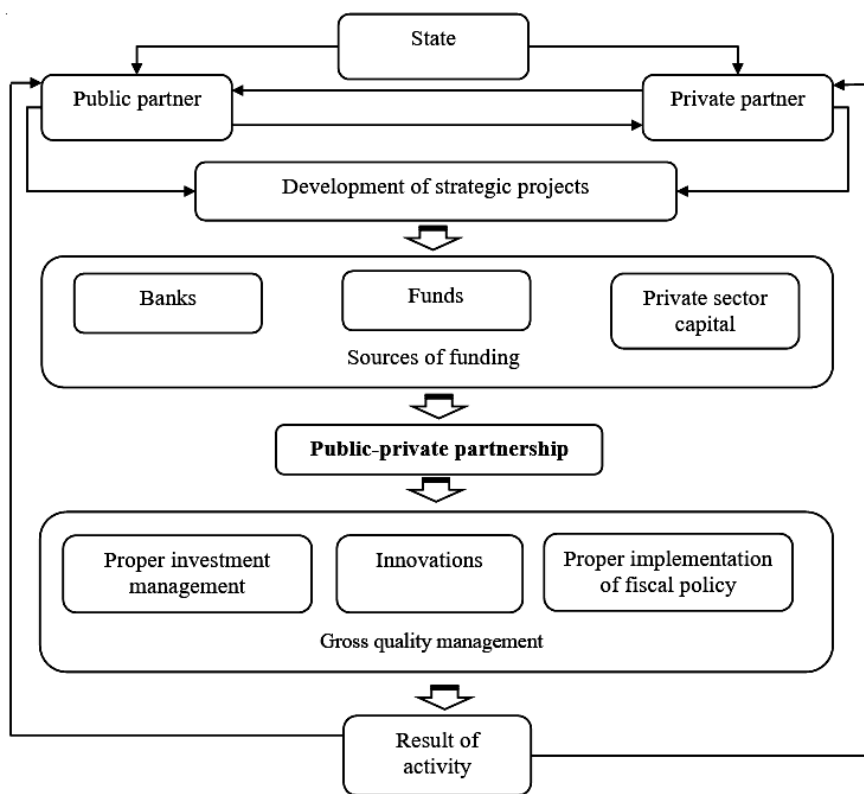 State
Public partner
Private partner
Development of strategic projects
Banks
Funds
Private sector
capital
Sources of funding
Public-private partnership
Proper investment
management
Innovations
Proper implementation
of fiscal policy
Gross quality management
Result of
activity